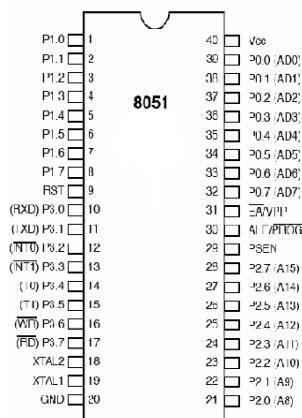 P1.0 1 40 Vcc
P1.1 2 39 P0.0 (AD0)
P1.2 3 38 P0.1 (AD1)
P1.3 4 37 P0.2 (AD2)
8051
P1.4 5 36 P0.3 (AD3)
P1.5 6 35 P0.4 (AD4)
P1.6 7 34 P0.5 (AD5)
P1.7 8 33 P0.6 (AD6)
RST 9 32 P0.7 (AD7)
(RXD) P3.0 10 31 EA/VPP
(TXD) P3.1 11 30 ALE/PROG
(INT0) P3.2 12 29 PSEN
(INT1) P3.3 13 28 P2.7 (A15)
(T0) P3.4 14 27 P2.6 (A14)
(T1) P3.5 15 26 P2.5 (A13)
(WR) P3.6 16 25 P2.4 (A12)
(RD) P3.7 17 24 P2.3 (A11)
XTAL2 18 23 P2.2 (A10)
XTAL1 19 22 P2.1 (A9)
GND 20 21 P2.0 (A8)